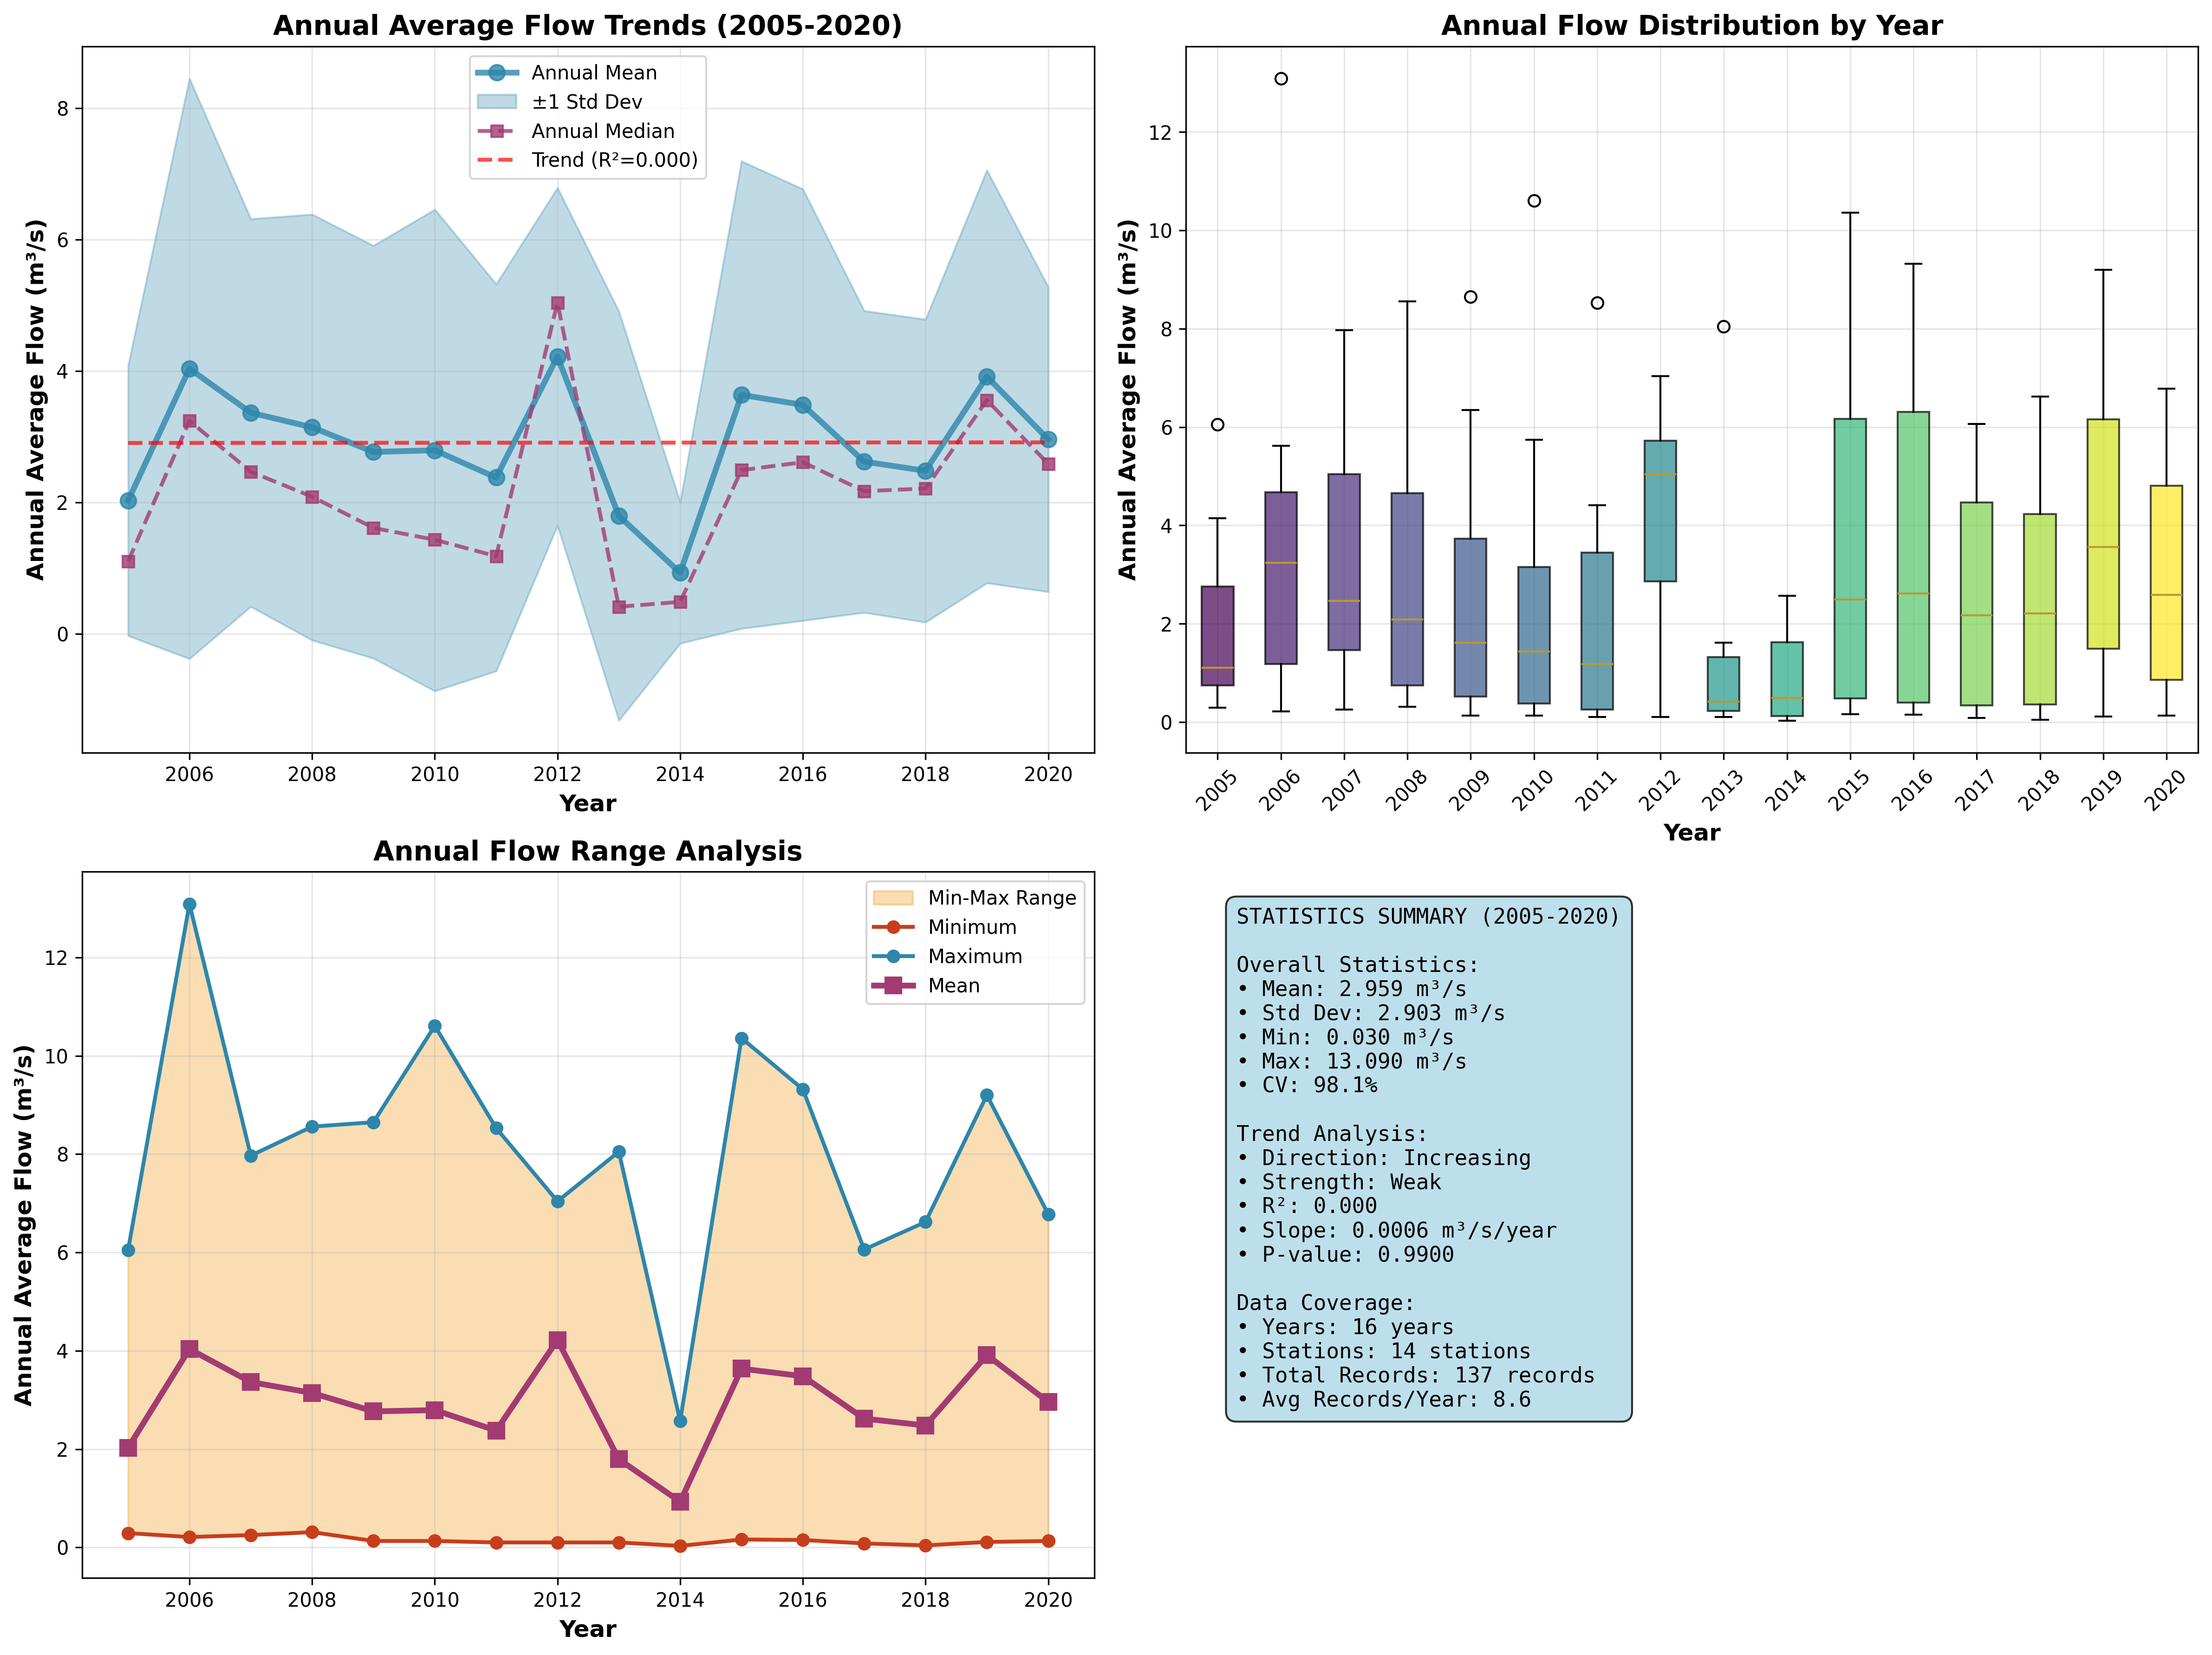 Annual Average Flow Trends (2005-2020)
Annual Average Flow (m³/s)
8
6
4
2
0
Annual Mean
±1 Std Dev
Annual Median
Trend (R²=0.000)
2006 2008 2010 2012 2014 2016 2018 2020
Year
Annual Flow Distribution by Year
Annual Average Flow (m³/s)
12
10
8
6
4
2
0
2005 2006 2007 2008 2009 2010 2011 2012 2013 2014 2015 2016 2017 2018 2019 2020
Year
Annual Flow Range Analysis
Annual Average Flow (m³/s)
12
10
8
6
4
2
0
Min-Max Range
Minimum
Maximum
Mean
2006 2008 2010 2012 2014 2016 2018 2020
Year
STATISTICS SUMMARY (2005-2020)
Overall Statistics:
• Mean: 2.959 m³/s
• Std Dev: 2.903 m³/s
• Min: 0.030 m³/s
• Max: 13.090 m³/s
• CV: 98.1%
Trend Analysis:
• Direction: Increasing
• Strength: Weak
• R²: 0.000
• Slope: 0.0006 m³/s/year
• P-value: 0.9900
Data Coverage:
• Years: 16 years
• Stations: 14 stations
• Total Records: 137 records
• Avg Records/Year: 8.6